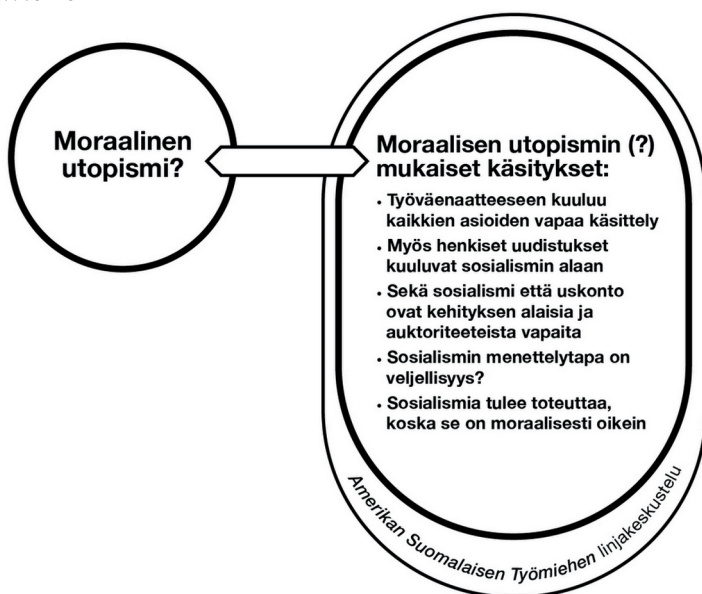 Moraalinen
utopismi?
Moraalisen utopismin (?)
mukaiset käsitykset:
• Työväenaatteeseen kuuluu
kaikkien asioiden vapaa käsittely
• Myös henkiset uudistukset
kuuluvat sosialismin alaan
• Sekä sosialismi että uskonto
ovat kehityksen alaisia ja
auktoriteeteista vapaita
• Sosialismin menettelytapa on
veljellisyys?
• Sosialismia tulee toteuttaa,
koska se on moraalisesti oikein
Amerikan Suomalaisen Työmiehen linjakeskustelu